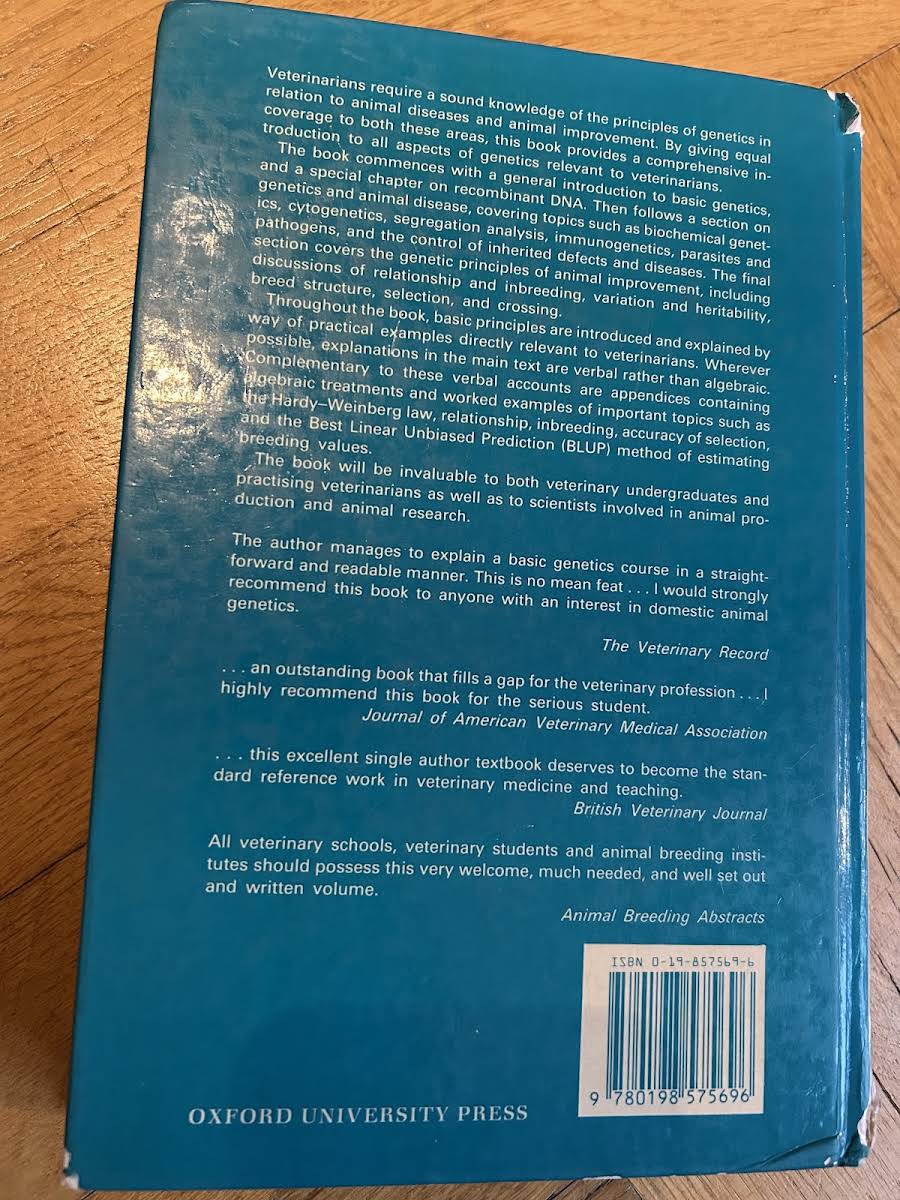 Veterinarians require a sound knowledge of the principles of genetics in
relation to animal diseases and animal improvement. By giving equal
coverage to both these areas, this book provides a comprehensive in-
troduction to all aspects of genetics relevant to veterinarians.
The book commences with a general introduction to basic genetics,
and a special chapter on recombinant DNA. Then follows a section on
genetics and animal disease, covering topics such as biochemical genet-
ics, cytogenetics, segregation analysis, immunogenetics, parasites and
pathogens, and the control of inherited defects and diseases. The final
section covers the genetic principles of animal improvement, including
discussions of relationship and inbreeding, variation and heritability,
breed structure, selection, and crossing.
Throughout the book, basic principles are introduced and explained by
way of practical examples directly relevant to veterinarians. Wherever
possible, explanations in the main text are verbal rather than algebraic.
Complementary to these verbal accounts are appendices containing
algebraic treatments and worked examples of important topics such as
the Hardy–Weinberg law, relationship, inbreeding, accuracy of selection,
and the Best Linear Unbiased Prediction (BLUP) method of estimating
breeding values.
The book will be invaluable to both veterinary undergraduates and
practising veterinarians as well as to scientists involved in animal pro-
duction and animal research.
The author manages to explain a basic genetics course in a straight-
forward and readable manner. This is no mean feat . . . I would strongly
recommend this book to anyone with an interest in domestic animal
genetics.
The Veterinary Record
. . . an outstanding book that fills a gap for the veterinary profession . . . I
highly recommend this book for the serious student.
Journal of American Veterinary Medical Association
. . . this excellent single author textbook deserves to become the stan-
dard reference work in veterinary medicine and teaching.
British Veterinary Journal
All veterinary schools, veterinary students and animal breeding insti-
tutes should possess this very welcome, much needed, and well set out
and written volume.
Animal Breeding Abstracts
ISBN 0-19-857569-6
9 780198 575696
OXFORD UNIVERSITY PRESS